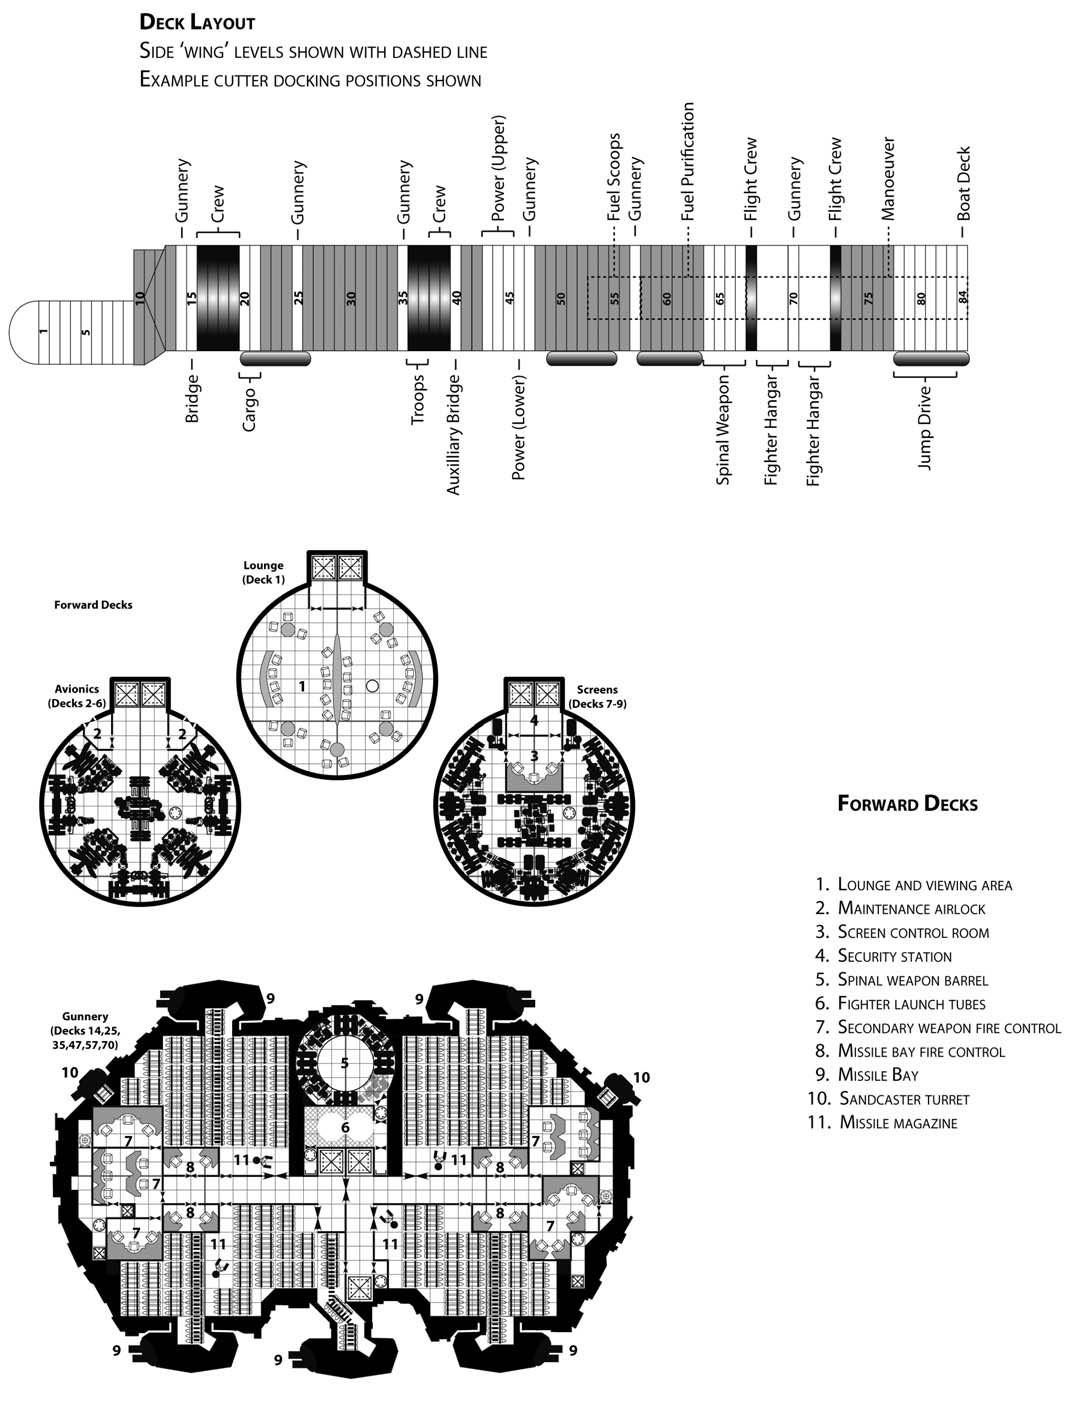 Deck Layout
Side ‘wing’ levels shown with dashed line
Example cutter docking positions shown
Gunnery
Crew
Gunnery
Gunnery
Crew
Power (Upper)
Gunnery
Fuel Scoops
Gunnery
Fuel Purification
Flight Crew
Gunnery
Flight Crew
Manoeuver
Boat Deck
1
5
10
15
20
25
30
35
40
45
50
55
60
65
70
75
80
84
Bridge
Cargo
Troops
Auxilliary Bridge
Power (Lower)
Spinal Weapon
Fighter Hangar
Fighter Hangar
Jump Drive
Forward Decks
Lounge
(Deck 1)
1
Avionics
(Decks 2-6)
2
2
Screens
(Decks 7-9)
4
3
Forward Decks
1. Lounge and viewing area
2. Maintenance airlock
3. Screen control room
4. Security station
5. Spinal weapon barrel
6. Fighter launch tubes
7. Secondary weapon fire control
8. Missile bay fire control
9. Missile Bay
10. Sandcaster turret
11. Missile magazine
Gunnery
(Decks 14,25,
35,47,57,70)
9
9
10
10
5
6
7
7
7
7
7
8
8
8
8
11
11
11
11
9
9
9